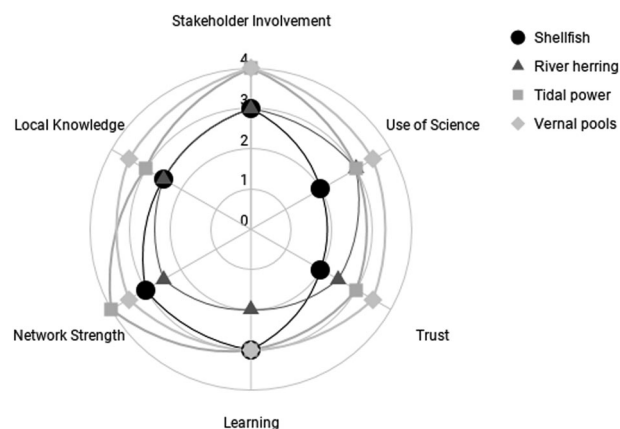 Stakeholder Involvement
Shellfish
River herring
Tidal power
Vernal pools
4
3
2
1
0
Local Knowledge
Use of Science
Network Strength
Trust
Learning